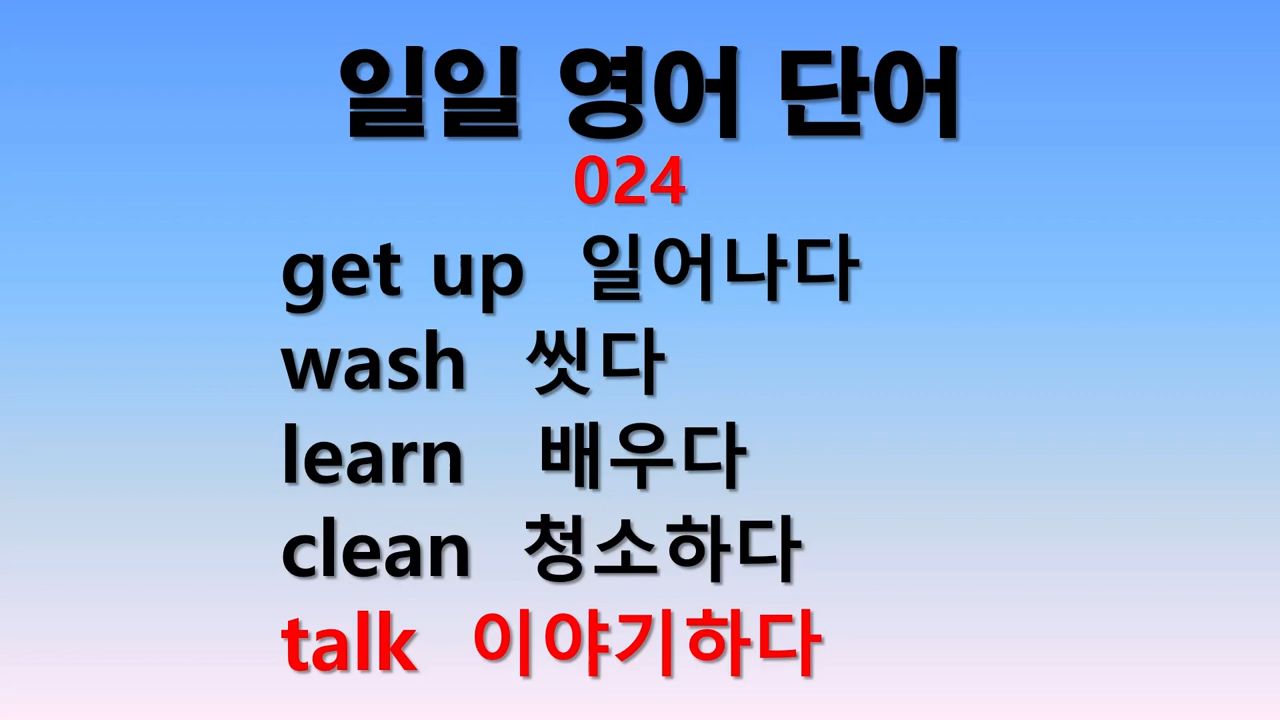 일일 영어 단어
024
get up 일어나다
wash 씻다
learn 배우다
clean 청소하다
talk 이야기하다